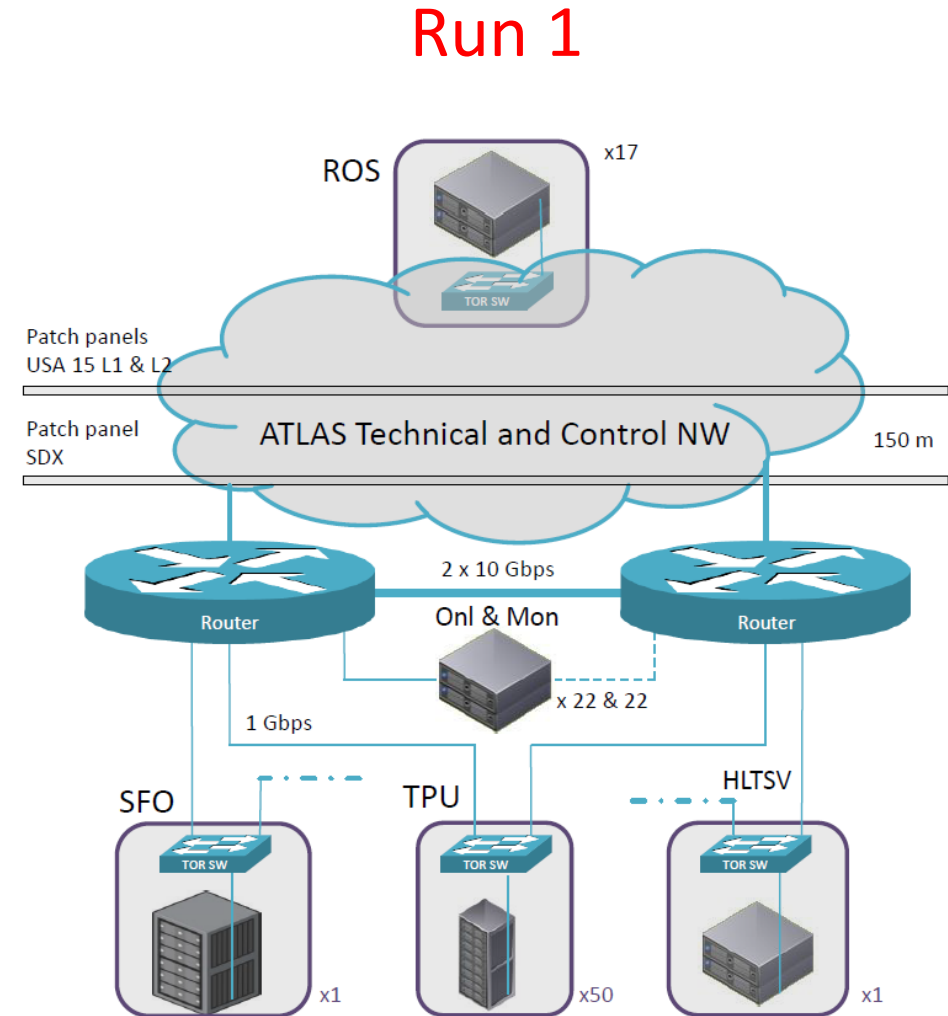 Run 1
ROS
x17
TOR SW
Patch panels
USA 15 L1 & L2
Patch panel
SDX
ATLAS Technical and Control NW
150 m
2 x 10 Gbps
Router
Onl & Mon
Router
x 22 & 22
1 Gbps
SFO
TPU
HLTSV
TOR SW
TOR SW
TOR SW
x1
x50
x1